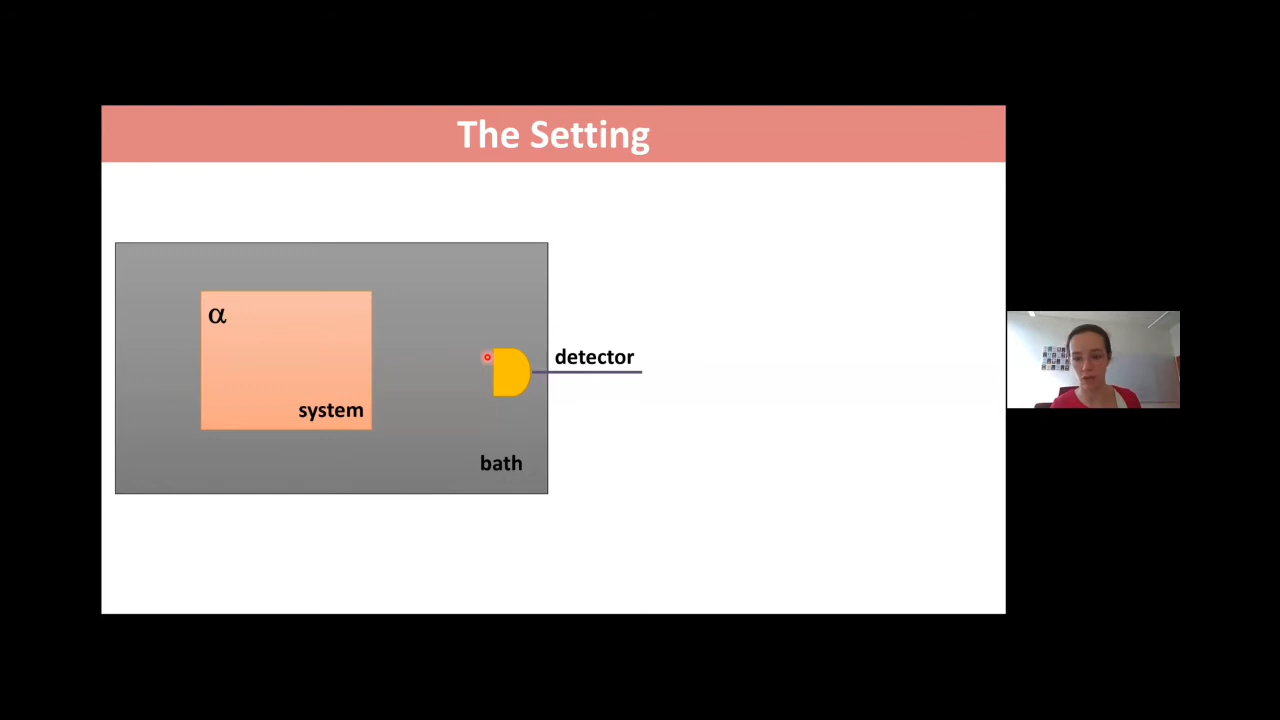 The Setting
α
detector
system
bath